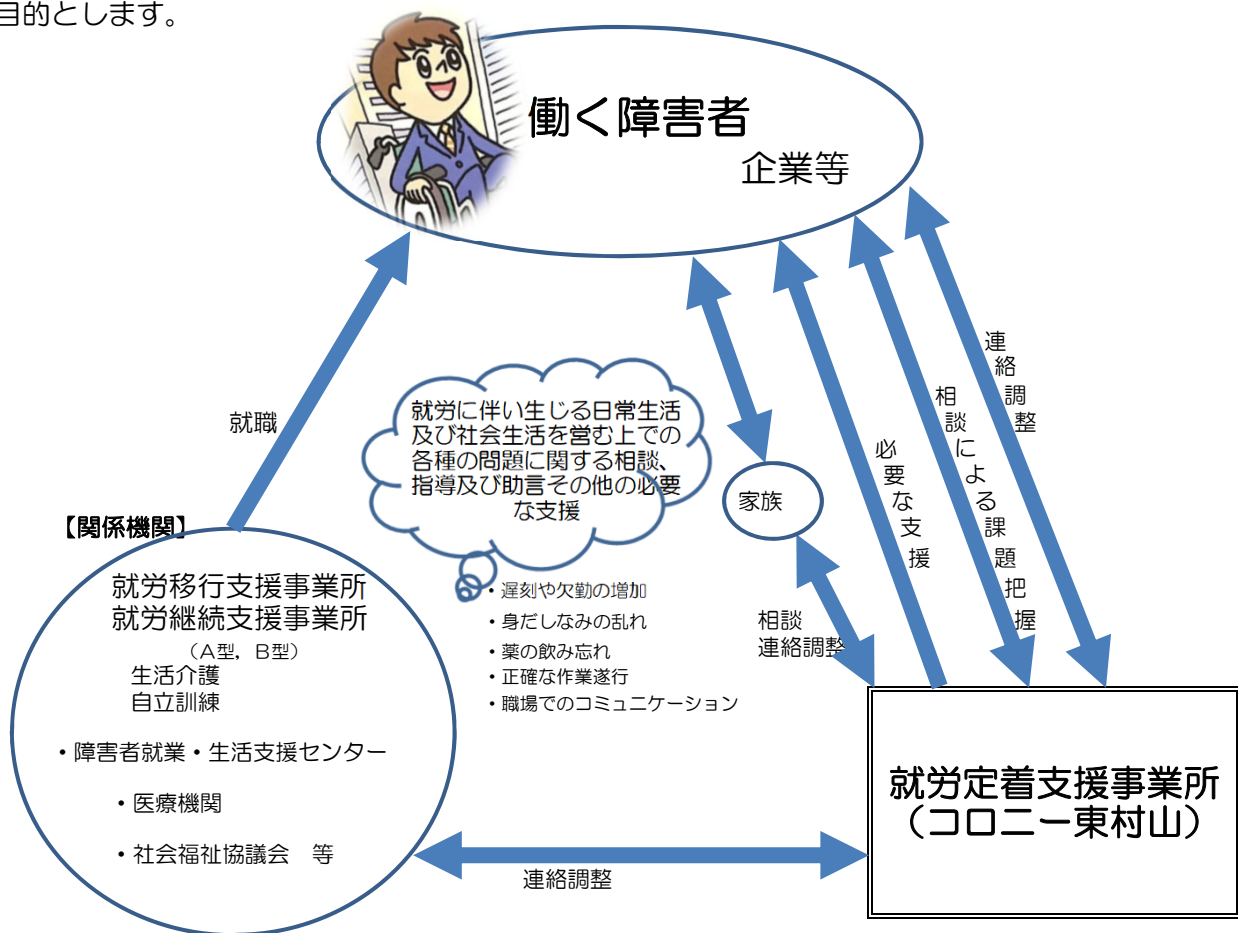 目的とします。
働く障害者
企業等
就職
就労に伴い生じる日常生活
及び社会生活を営む上での
各種の問題に関する相談、
指導及び助言その他の必要
な支援
連絡調整
相談による課題把握
必要な支援
家族
【関係機関】
就労移行支援事業所
就労継続支援事業所
（A型，B型）
生活介護
自立訓練
・障害者就業・生活支援センター
・医療機関
・社会福祉協議会　等
・遅刻や欠勤の増加
・身だしなみの乱れ
・薬の飲み忘れ
・正確な作業遂行
・職場でのコミュニケーション
相談
連絡調整
就労定着支援事業所
（コロニー東村山）
連絡調整